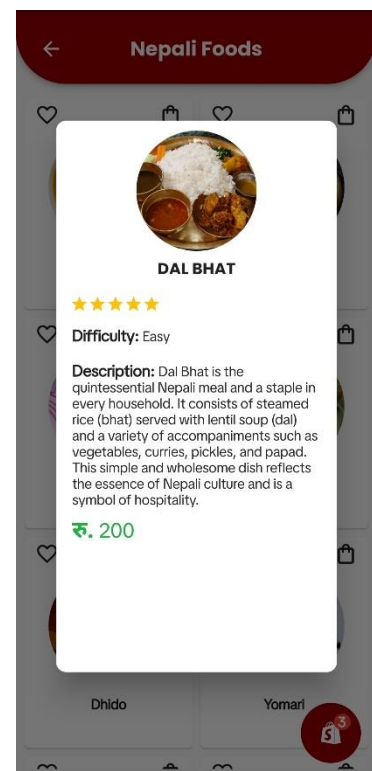 Nepali Foods
DAL BHAT
Difficulty: Easy
Description: Dal Bhat is the
quintessential Nepali meal and a staple in
every household. It consists of steamed
rice (bhat) served with lentil soup (dal)
and a variety of accompaniments such as
vegetables, curries, pickles, and papad.
This simple and wholesome dish reflects
the essence of Nepali culture and is a
symbol of hospitality.
रु. 200
Dhido
Yomari
3